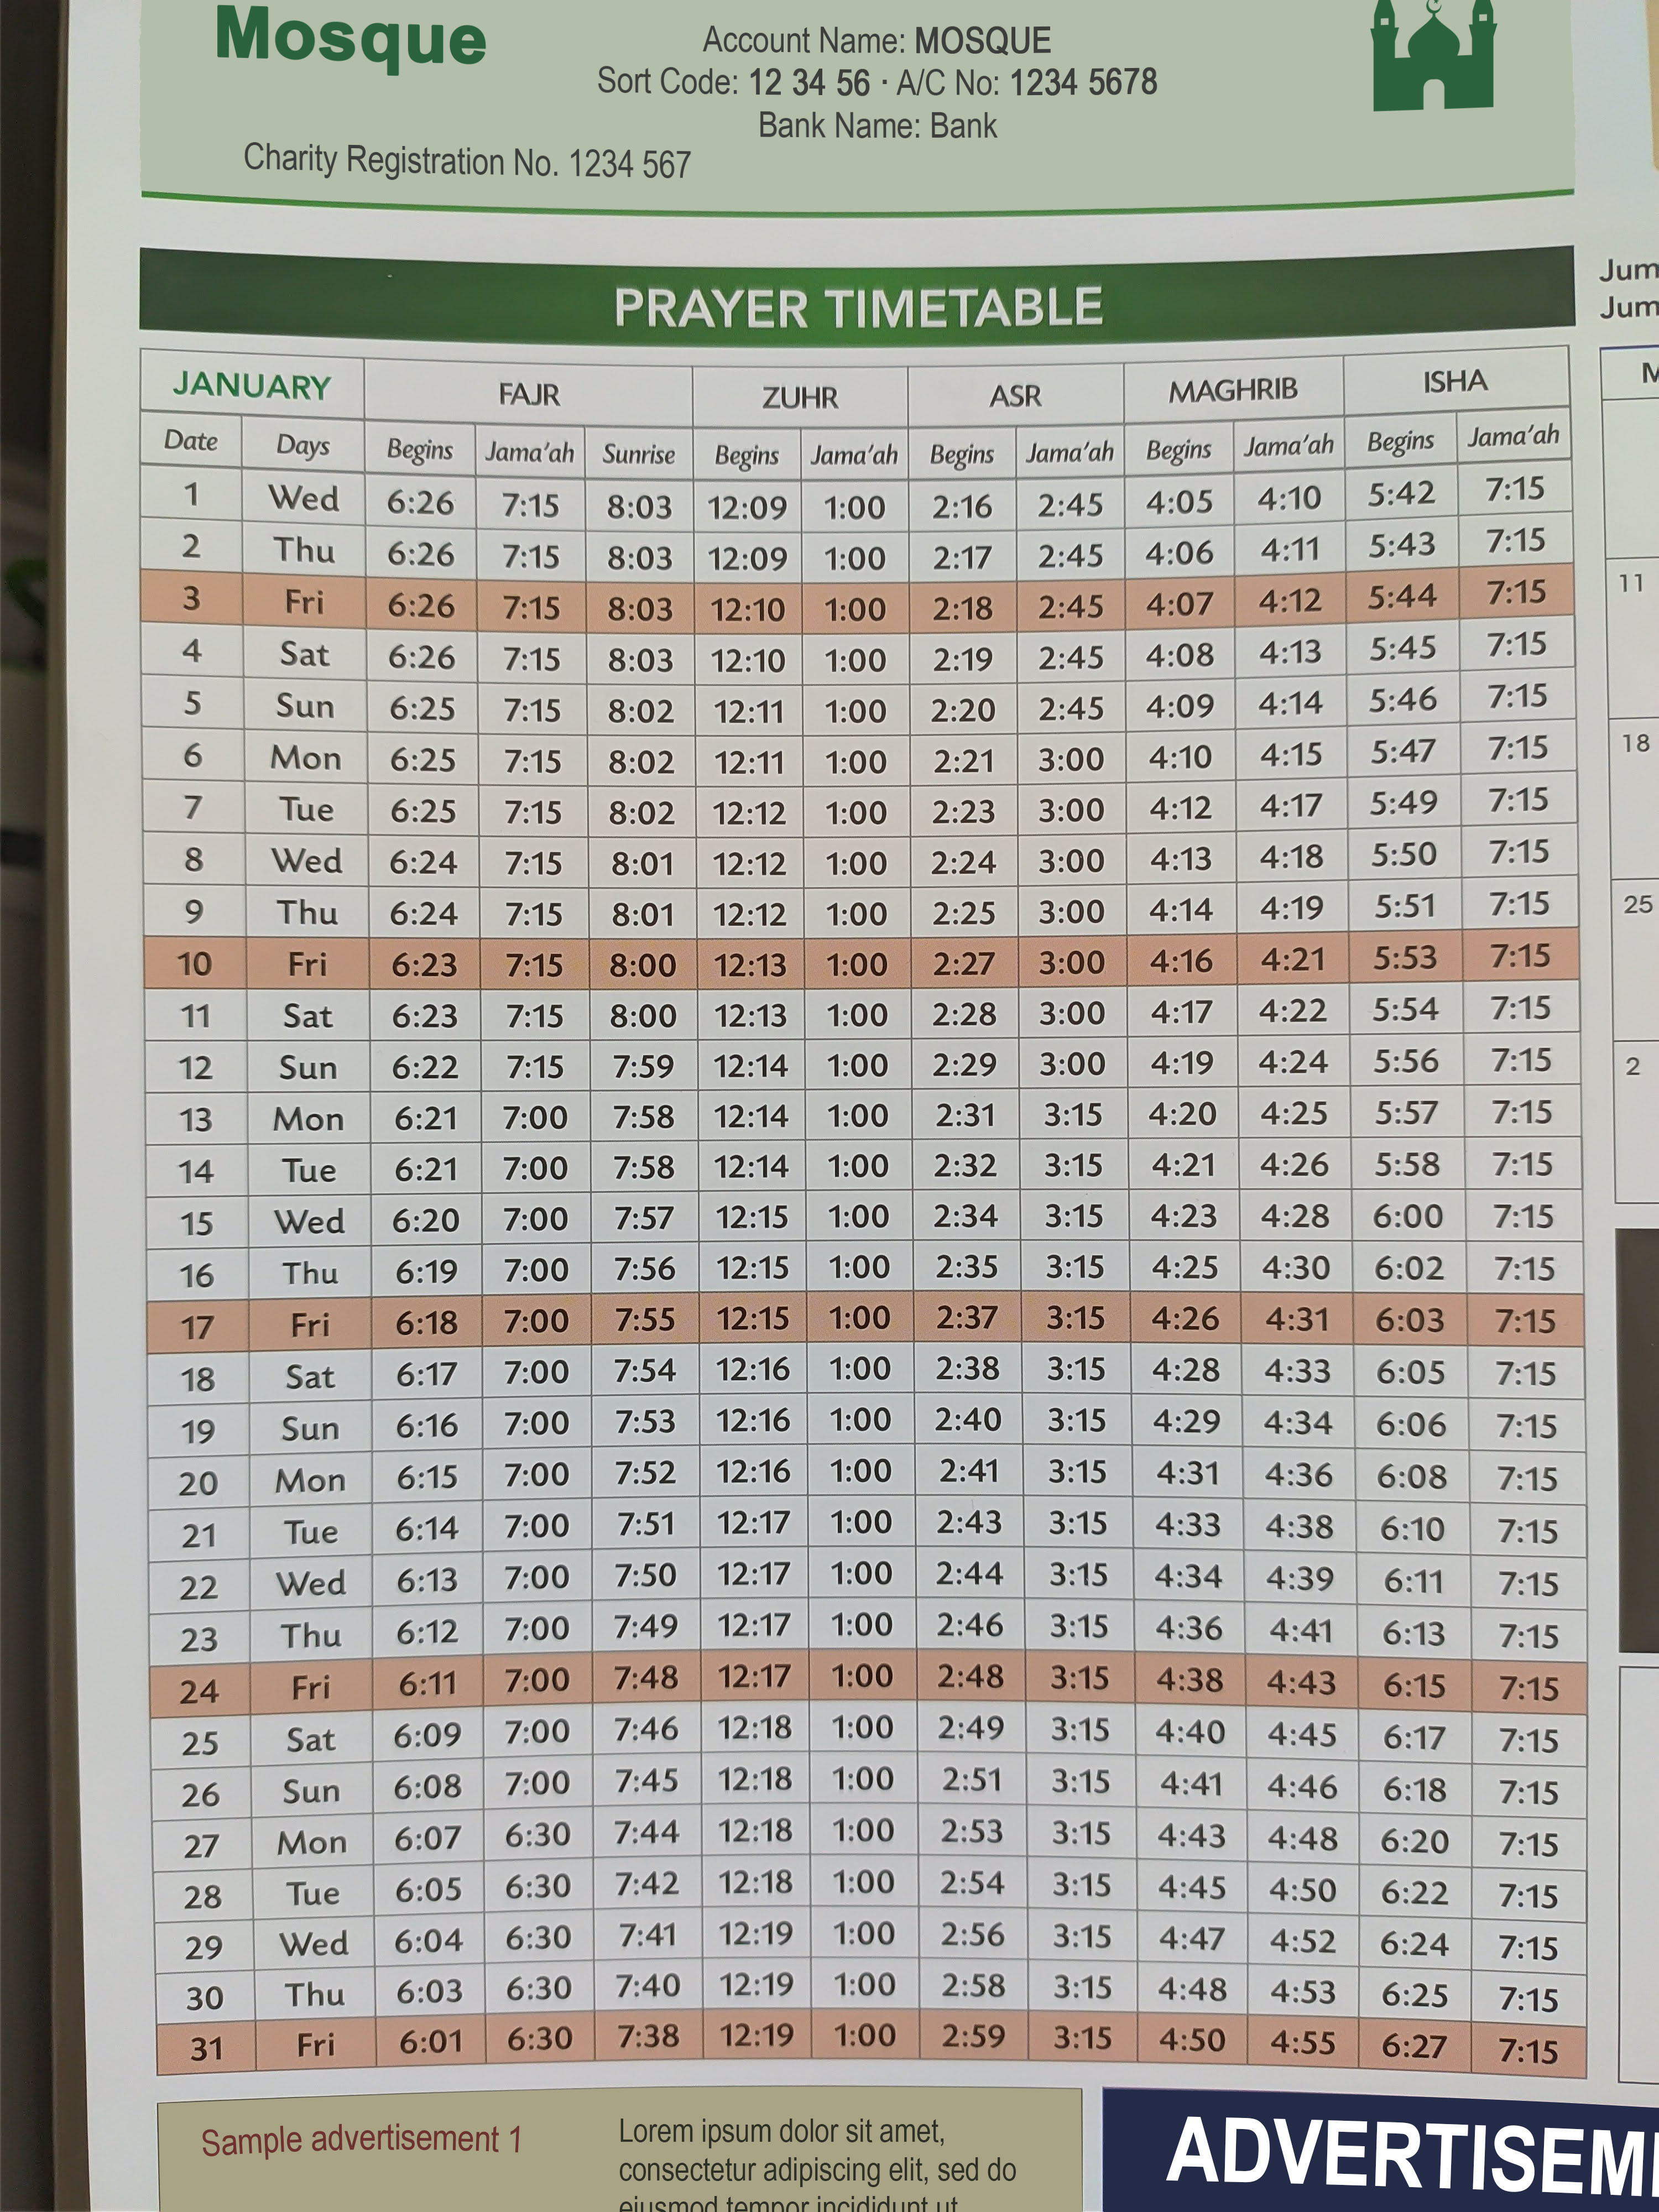 Mosque
Account Name: MOSQUE
Sort Code: 12 34 56 · A/C No: 1234 5678
Bank Name: Bank
Charity Registration No. 1234 567
PRAYER TIMETABLE
Jum
Jum
JANUARY FAJR ZUHR ASR MAGHRIB ISHA
Date Days Begins Jama'ah Sunrise Begins Jama'ah Begins Jama'ah Begins Jama'ah Begins Jama'ah
1 Wed 6:26 7:15 8:03 12:09 1:00 2:16 2:45 4:05 4:10 5:42 7:15
2 Thu 6:26 7:15 8:03 12:09 1:00 2:17 2:45 4:06 4:11 5:43 7:15
3 Fri 6:26 7:15 8:03 12:10 1:00 2:18 2:45 4:07 4:12 5:44 7:15
4 Sat 6:26 7:15 8:03 12:10 1:00 2:19 2:45 4:08 4:13 5:45 7:15
5 Sun 6:25 7:15 8:02 12:11 1:00 2:20 2:45 4:09 4:14 5:46 7:15
6 Mon 6:25 7:15 8:02 12:11 1:00 2:21 3:00 4:10 4:15 5:47 7:15
7 Tue 6:25 7:15 8:02 12:12 1:00 2:23 3:00 4:12 4:17 5:49 7:15
8 Wed 6:24 7:15 8:01 12:12 1:00 2:24 3:00 4:13 4:18 5:50 7:15
9 Thu 6:24 7:15 8:01 12:12 1:00 2:25 3:00 4:14 4:19 5:51 7:15
10 Fri 6:23 7:15 8:00 12:13 1:00 2:27 3:00 4:16 4:21 5:53 7:15
11 Sat 6:23 7:15 8:00 12:13 1:00 2:28 3:00 4:17 4:22 5:54 7:15
12 Sun 6:22 7:15 7:59 12:14 1:00 2:29 3:00 4:19 4:24 5:56 7:15
13 Mon 6:21 7:00 7:58 12:14 1:00 2:31 3:15 4:20 4:25 5:57 7:15
14 Tue 6:21 7:00 7:58 12:14 1:00 2:32 3:15 4:21 4:26 5:58 7:15
15 Wed 6:20 7:00 7:57 12:15 1:00 2:34 3:15 4:23 4:28 6:00 7:15
16 Thu 6:19 7:00 7:56 12:15 1:00 2:35 3:15 4:25 4:30 6:02 7:15
17 Fri 6:18 7:00 7:55 12:15 1:00 2:37 3:15 4:26 4:31 6:03 7:15
18 Sat 6:17 7:00 7:54 12:16 1:00 2:38 3:15 4:28 4:33 6:05 7:15
19 Sun 6:16 7:00 7:53 12:16 1:00 2:40 3:15 4:29 4:34 6:06 7:15
20 Mon 6:15 7:00 7:52 12:16 1:00 2:41 3:15 4:31 4:36 6:08 7:15
21 Tue 6:14 7:00 7:51 12:17 1:00 2:43 3:15 4:33 4:38 6:10 7:15
22 Wed 6:13 7:00 7:50 12:17 1:00 2:44 3:15 4:34 4:39 6:11 7:15
23 Thu 6:12 7:00 7:49 12:17 1:00 2:46 3:15 4:36 4:41 6:13 7:15
24 Fri 6:11 7:00 7:48 12:17 1:00 2:48 3:15 4:38 4:43 6:15 7:15
25 Sat 6:09 7:00 7:46 12:18 1:00 2:49 3:15 4:40 4:45 6:17 7:15
26 Sun 6:08 7:00 7:45 12:18 1:00 2:51 3:15 4:41 4:46 6:18 7:15
27 Mon 6:07 6:30 7:44 12:18 1:00 2:53 3:15 4:43 4:48 6:20 7:15
28 Tue 6:05 6:30 7:42 12:18 1:00 2:54 3:15 4:45 4:50 6:22 7:15
29 Wed 6:04 6:30 7:41 12:19 1:00 2:56 3:15 4:47 4:52 6:24 7:15
30 Thu 6:03 6:30 7:40 12:19 1:00 2:58 3:15 4:48 4:53 6:25 7:15
31 Fri 6:01 6:30 7:38 12:19 1:00 2:59 3:15 4:50 4:55 6:27 7:15
M
11
18
25
2
Sample advertisement 1
Lorem ipsum dolor sit amet,
consectetur adipiscing elit, sed do
eiusmod tempor incididunt ut
ADVERTISEM